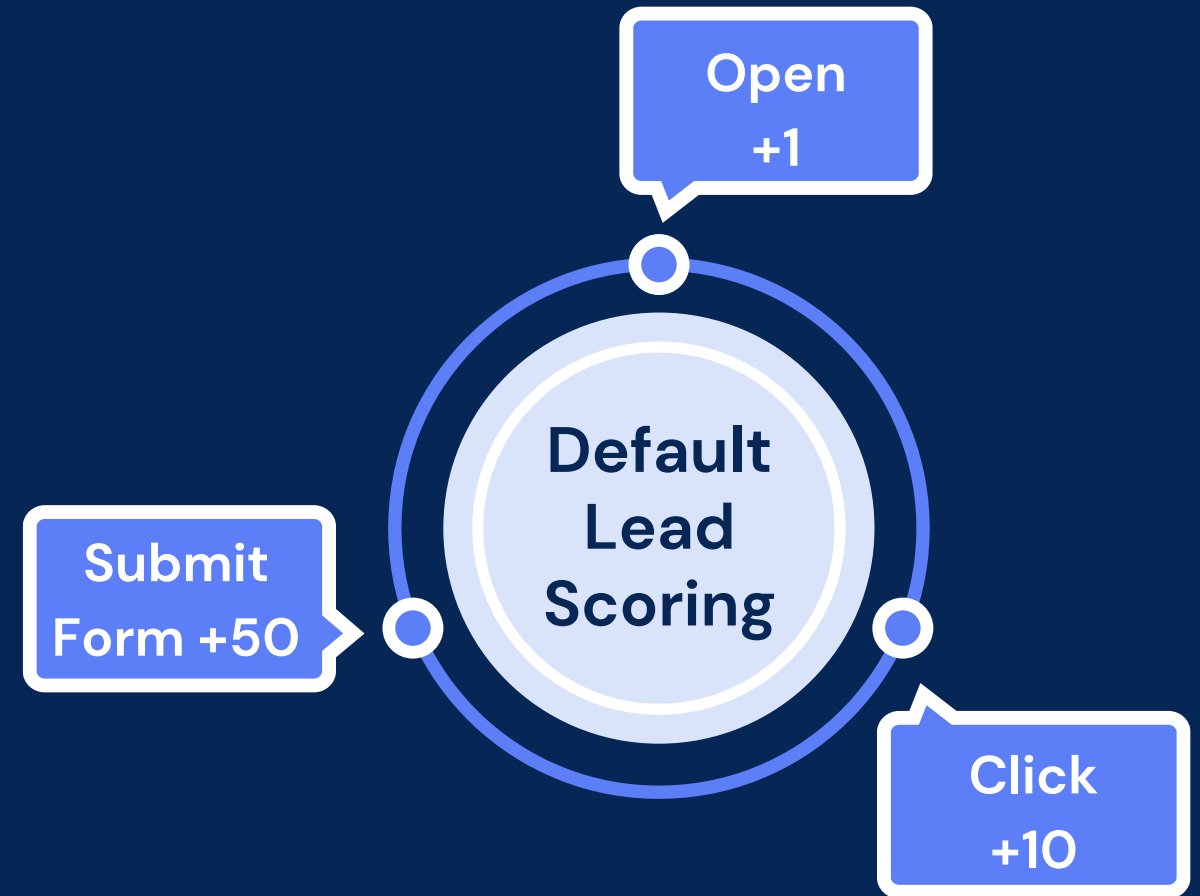 Open
+1
Default
Lead
Scoring
Submit
Form +50
Click
+10